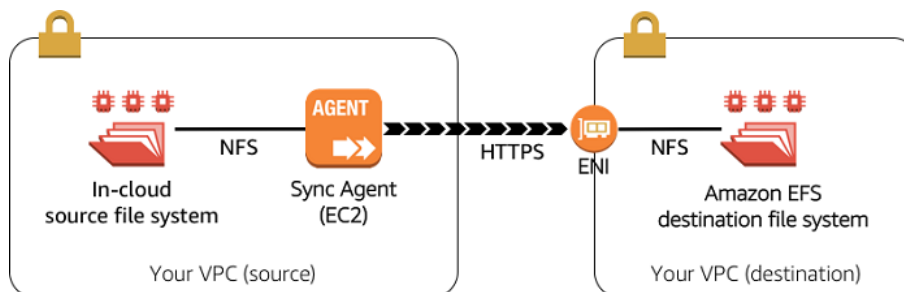 AGENT
NFS
HTTPS
ENI
NFS
In-cloud
source file system
Sync Agent
(EC2)
Amazon EFS
destination file system
Your VPC (source)
Your VPC (destination)